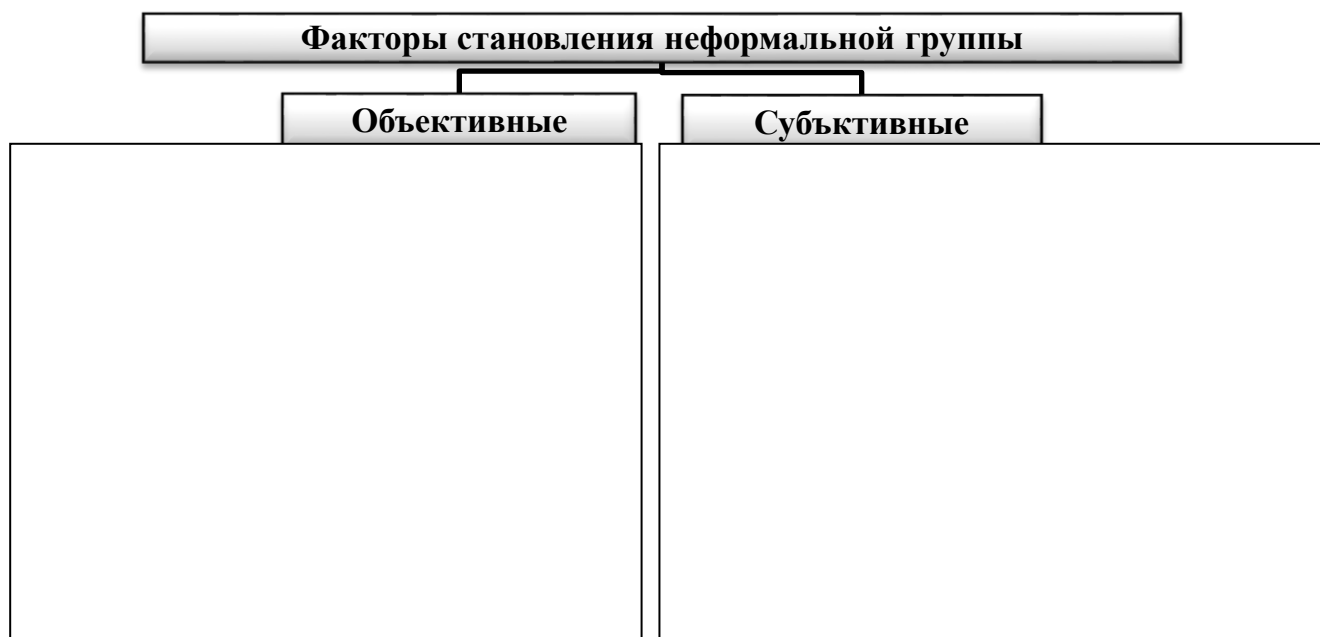 Факторы становления неформальной группы
Объективные
Субъктивные